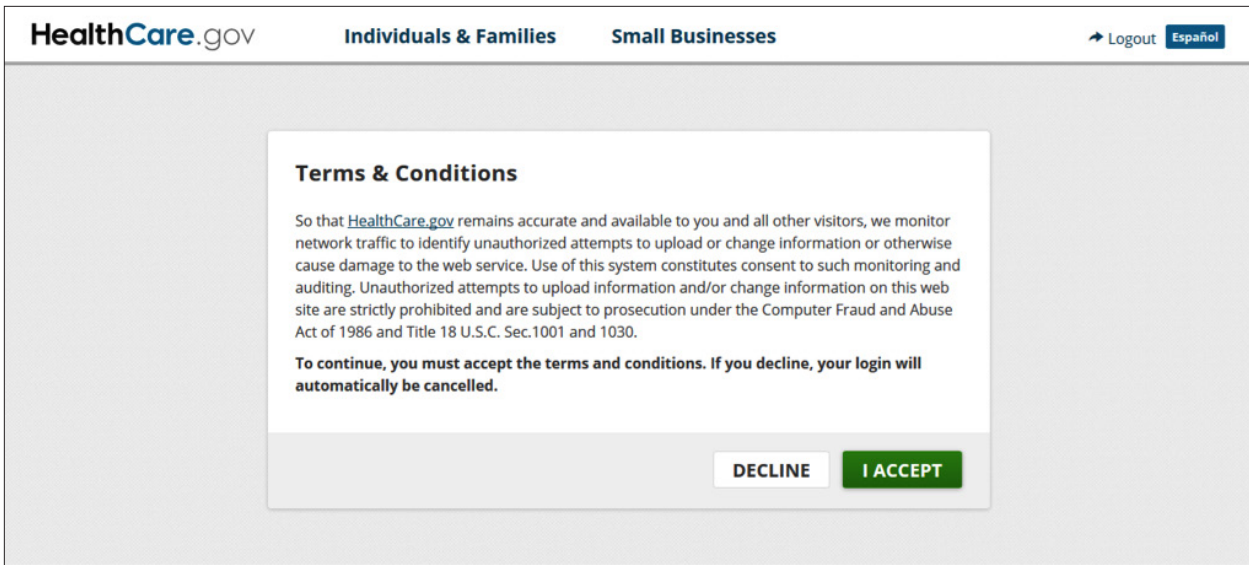 HealthCare.gov Individuals & Families Small Businesses Logout Español
Terms & Conditions
So that HealthCare.gov remains accurate and available to you and all other visitors, we monitor
network traffic to identify unauthorized attempts to upload or change information or otherwise
cause damage to the web service. Use of this system constitutes consent to such monitoring and
auditing. Unauthorized attempts to upload information and/or change information on this web
site are strictly prohibited and are subject to prosecution under the Computer Fraud and Abuse
Act of 1986 and Title 18 U.S.C. Sec.1001 and 1030.
To continue, you must accept the terms and conditions. If you decline, your login will
automatically be cancelled.
DECLINE I ACCEPT